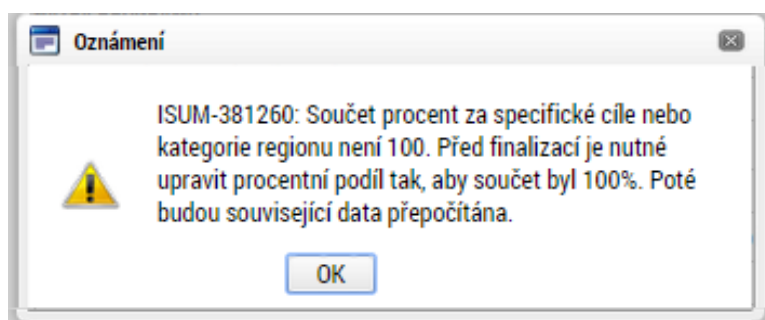 Oznámení
ISUM-381260: Součet procent za specifické cíle nebo
kategorie regionu není 100. Před finalizací je nutné
upravit procentní podíl tak, aby součet byl 100%. Poté
budou související data přepočítána.
OK